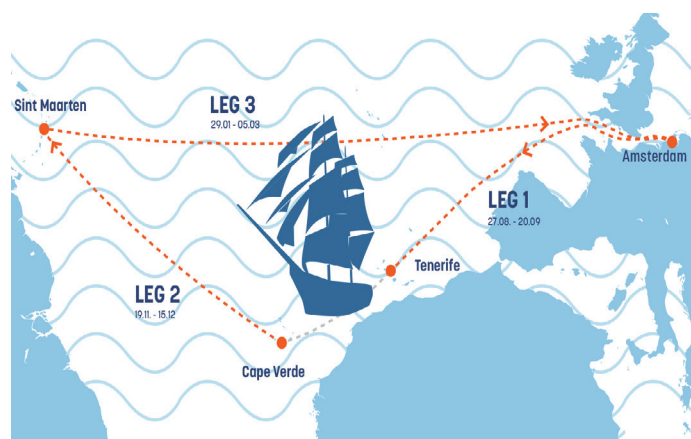 Sint Maarten
LEG 3
29.01 - 05.03
Amsterdam
LEG 1
27.08. - 20.09
Tenerife
LEG 2
19.11. - 15.12
Cape Verde